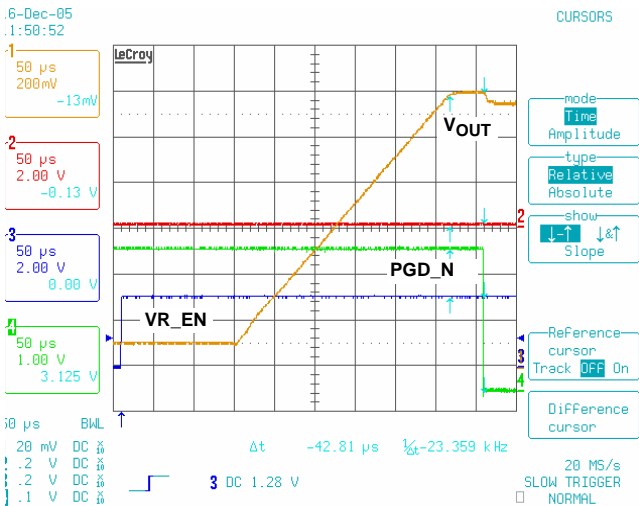 6-Dec-05
1:50:52
CURSORS
LeCroy
1
50 µs
200mV
-13mV
2
50 µs
2.00 V
-0.13 V
3
50 µs
2.00 V
0.00 V
4
50 µs
1.00 V
3.125 V
VOUT
PGD_N
VR_EN
2
3
4
mode
Time
Amplitude
type
Relative
Absolute
show
↓-↑ ↓&↑
Slope
Reference
cursor
Track OFF On
Difference
cursor
50 µs BWL
20 mV DC
.2 V DC
.2 V DC
.1 V DC
Δt -42.81 µs 1/Δt -23.359 kHz
3 DC 1.28 V
20 MS/s
SLOW TRIGGER
NORMAL